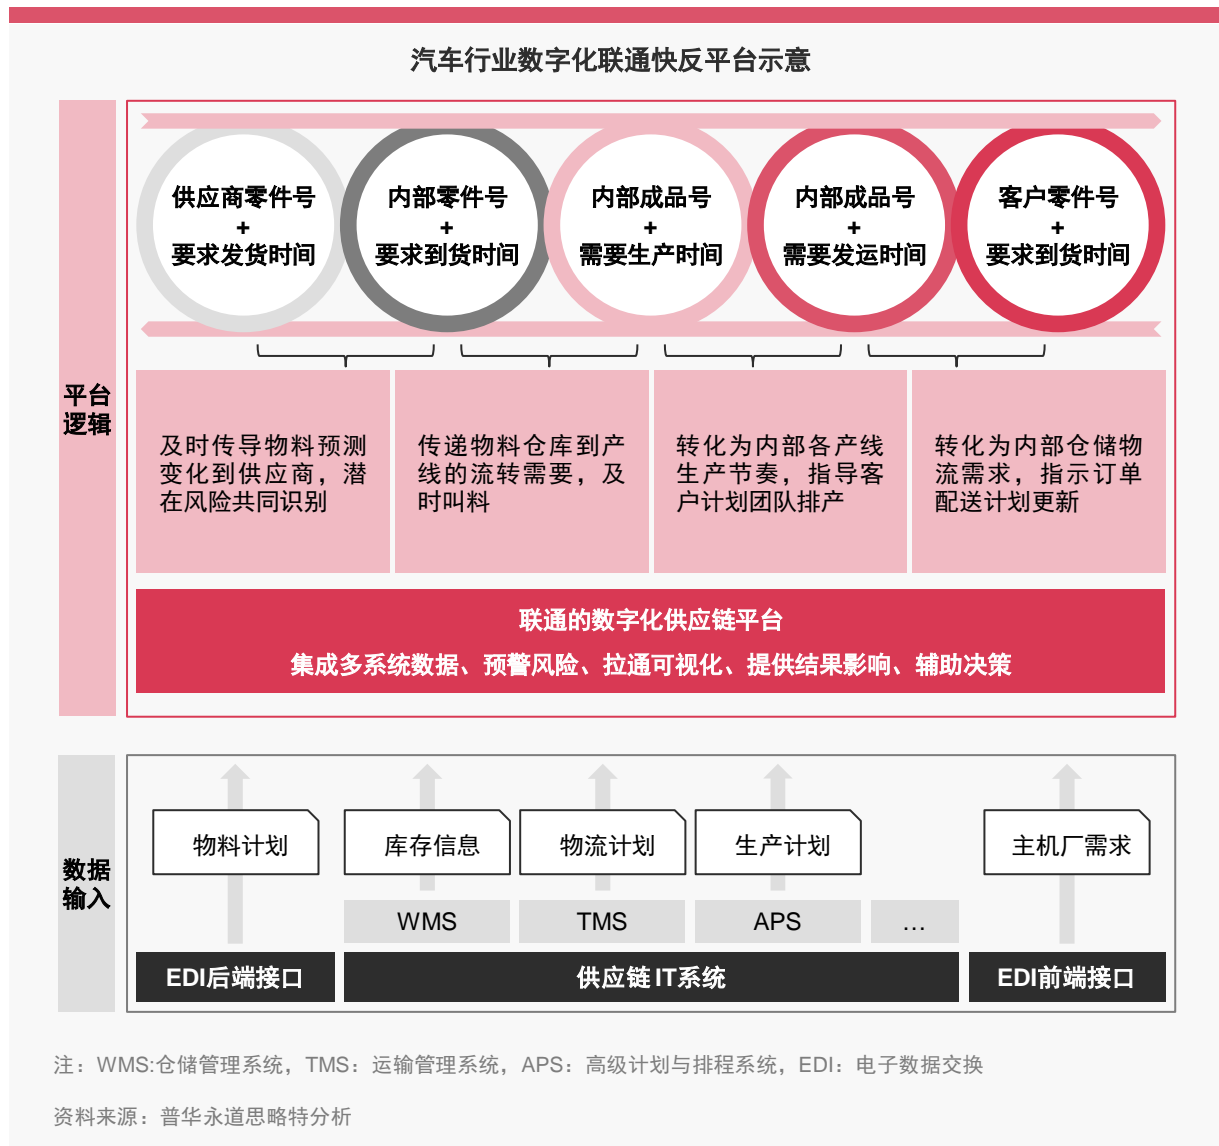 汽车行业数字化联通快反平台示意
平台
逻辑
供应商零件号
+
要求发货时间
内部零件号
+
要求到货时间
内部成品号
+
需要生产时间
内部成品号
+
需要发运时间
客户零件号
+
要求到货时间
及时传导物料预测
变化到供应商，潜
在风险共同识别
传递物料仓库到产
线的流转需要，及
时叫料
转化为内部各产线
生产节奏，指导客
户计划团队排产
转化为内部仓储物
流需求，指示订单
配送计划更新
联通的数字化供应链平台
集成多系统数据、预警风险、拉通可视化、提供结果影响、辅助决策
数据
输入
物料计划
库存信息
物流计划
生产计划
主机厂需求
WMS
TMS
APS
…
EDI后端接口
供应链IT系统
EDI前端接口
注：WMS:仓储管理系统，TMS：运输管理系统，APS：高级计划与排程系统，EDI：电子数据交换
资料来源：普华永道思略特分析